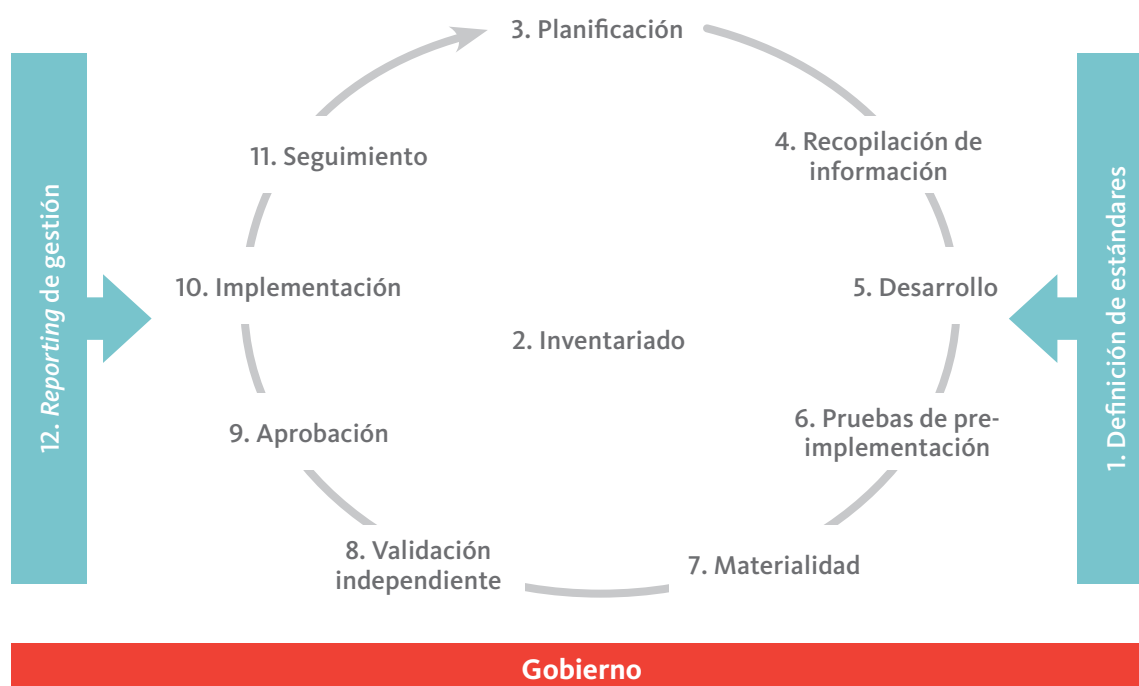 3. Planificación
4. Recopilación de
información
5. Desarrollo
6. Pruebas de pre-
implementación
7. Materialidad
8. Validación
independiente
9. Aprobación
10. Implementación
11. Seguimiento
2. Inventariado
12. Reporting de gestión
1. Definición de estándares
Gobierno